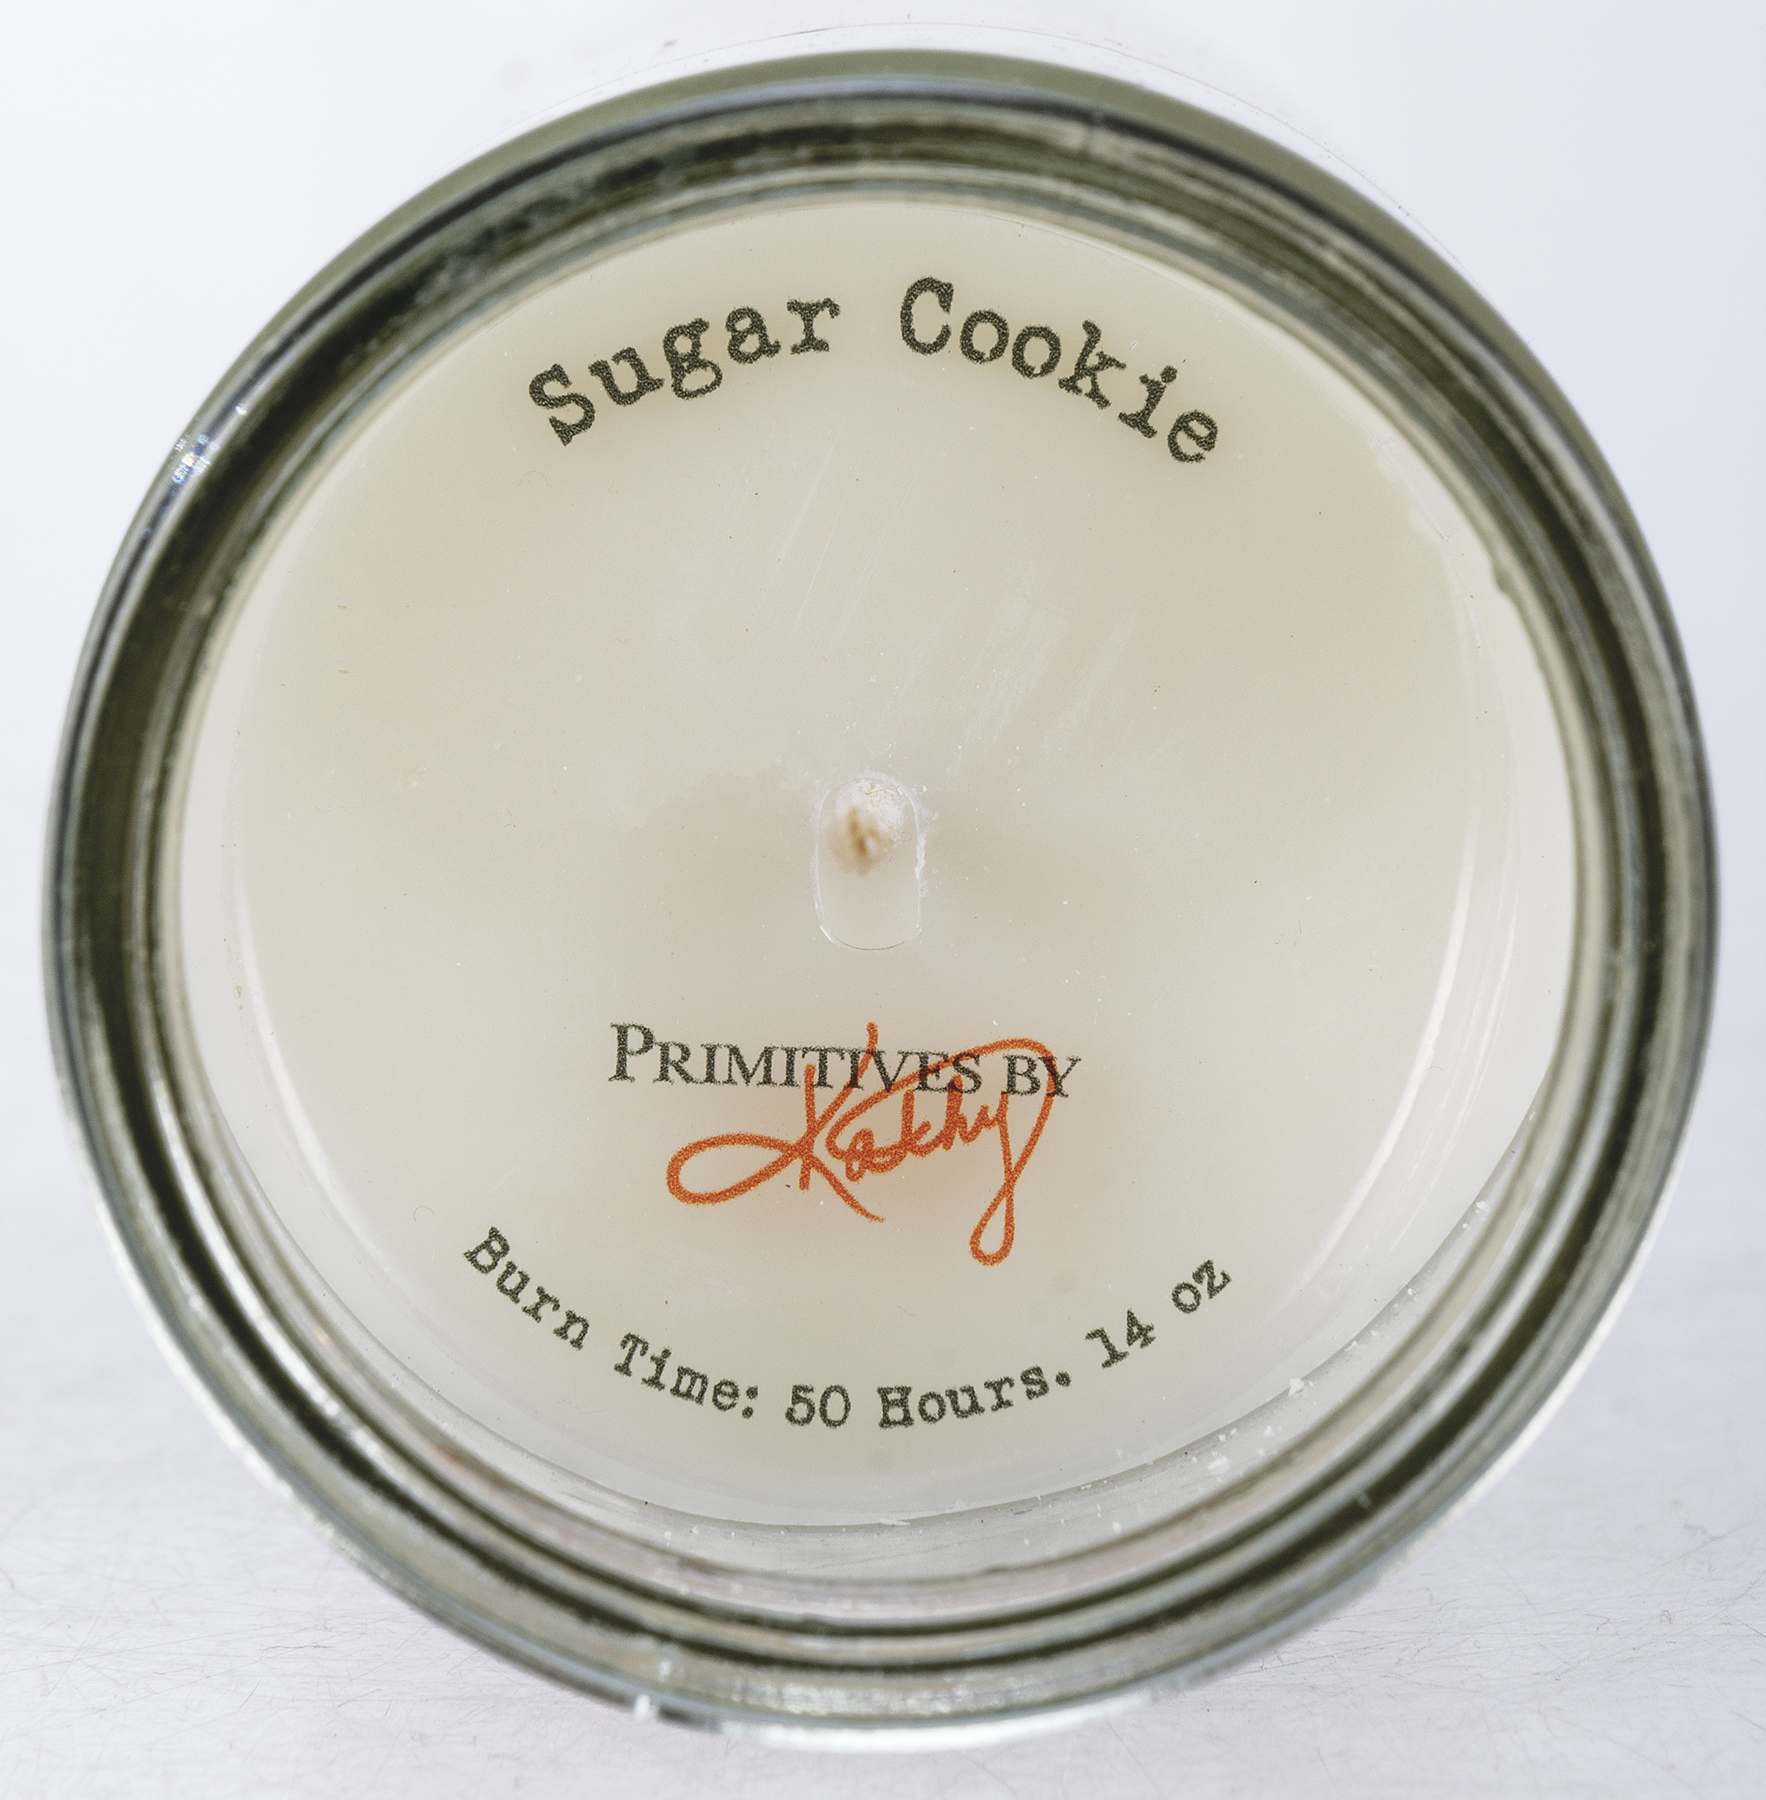 Sugar Cookie
PRIMITIVES BY
Kathy
Burn Time: 50 Hours. 14 oz